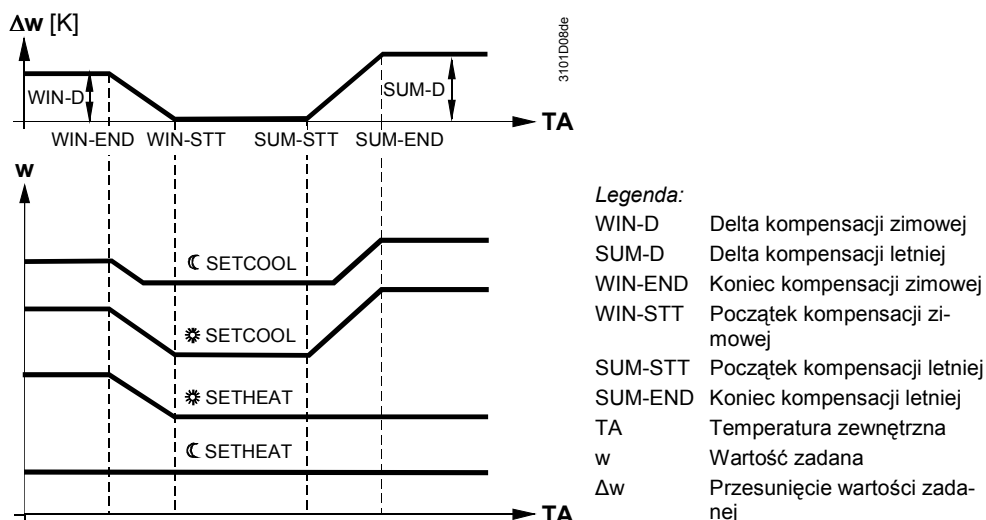 Δw [K]
3101D08de
WIN-D
SUM-D
TA
WIN-END WIN-STT SUM-STT SUM-END
w
☾ SETCOOL
☼ SETCOOL
☼ SETHEAT
☾ SETHEAT
TA
Legenda:
WIN-D Delta kompensacji zimowej
SUM-D Delta kompensacji letniej
WIN-END Koniec kompensacji zimowej
WIN-STT Początek kompensacji zi-
mowej
SUM-STT Początek kompensacji letniej
SUM-END Koniec kompensacji letniej
TA Temperatura zewnętrzna
w Wartość zadana
Δw Przesunięcie wartości zada-
nej